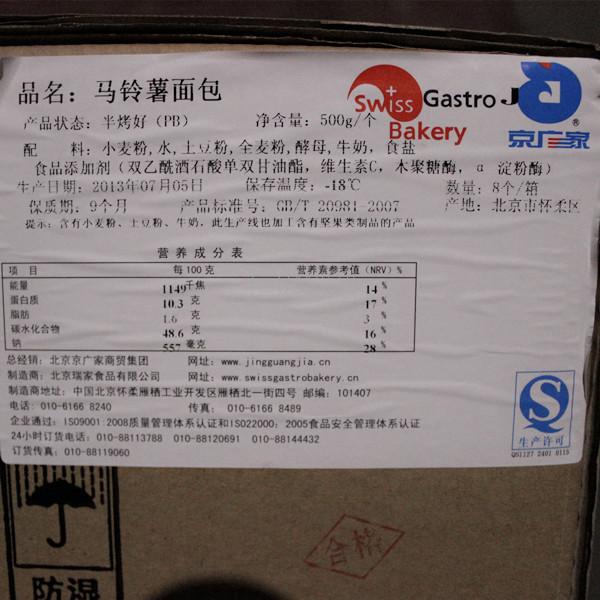 品名：马铃薯面包
Swiss Gastro
Bakery
京广家
®
产品状态：半烤好（PB） 净含量：500g/个
配 料：小麦粉,水,土豆粉,全麦粉,酵母,牛奶，食盐
食品添加剂（双乙酰酒石酸单双甘油酯，维生素C，木聚糖酶，α 淀粉酶）
生产日期：2013年07月05日 保存温度：-18℃ 数量：8个/箱
保质期：9个月 产品标准号：GB/T 20981-2007 产地：北京市怀柔区
提示：含有小麦粉、土豆粉、牛奶，此生产线也加工含有坚果类制品的产品
营养成分表
项 目 每100克 营养素参考值（NRV）%
能量 1149千焦 14 %
蛋白质 10.3 克 17 %
脂肪 1.6 克 3 %
碳水化合物 48.6 克 16 %
钠 557 毫克 28 %
总经销：北京京广家商贸集团 网址：www.jingguangjia.cn
制造商：北京瑞家食品有限公司 网址：www.swissgastrobakery.cn
制造商地址：中国北京怀柔雁栖工业开发区雁栖北一街四号 邮编：101407
电话：010-6166 8240 传真：010-6166 8489
企业通过：ISO9001:2008质量管理体系认证和ISO22000：2005食品安全管理体系认证
24小时订货电话：010-88113788 010-88120691 010-88144432
订货传真：010-88119060
生产许可
QS1127 2401 0115
合格
防湿